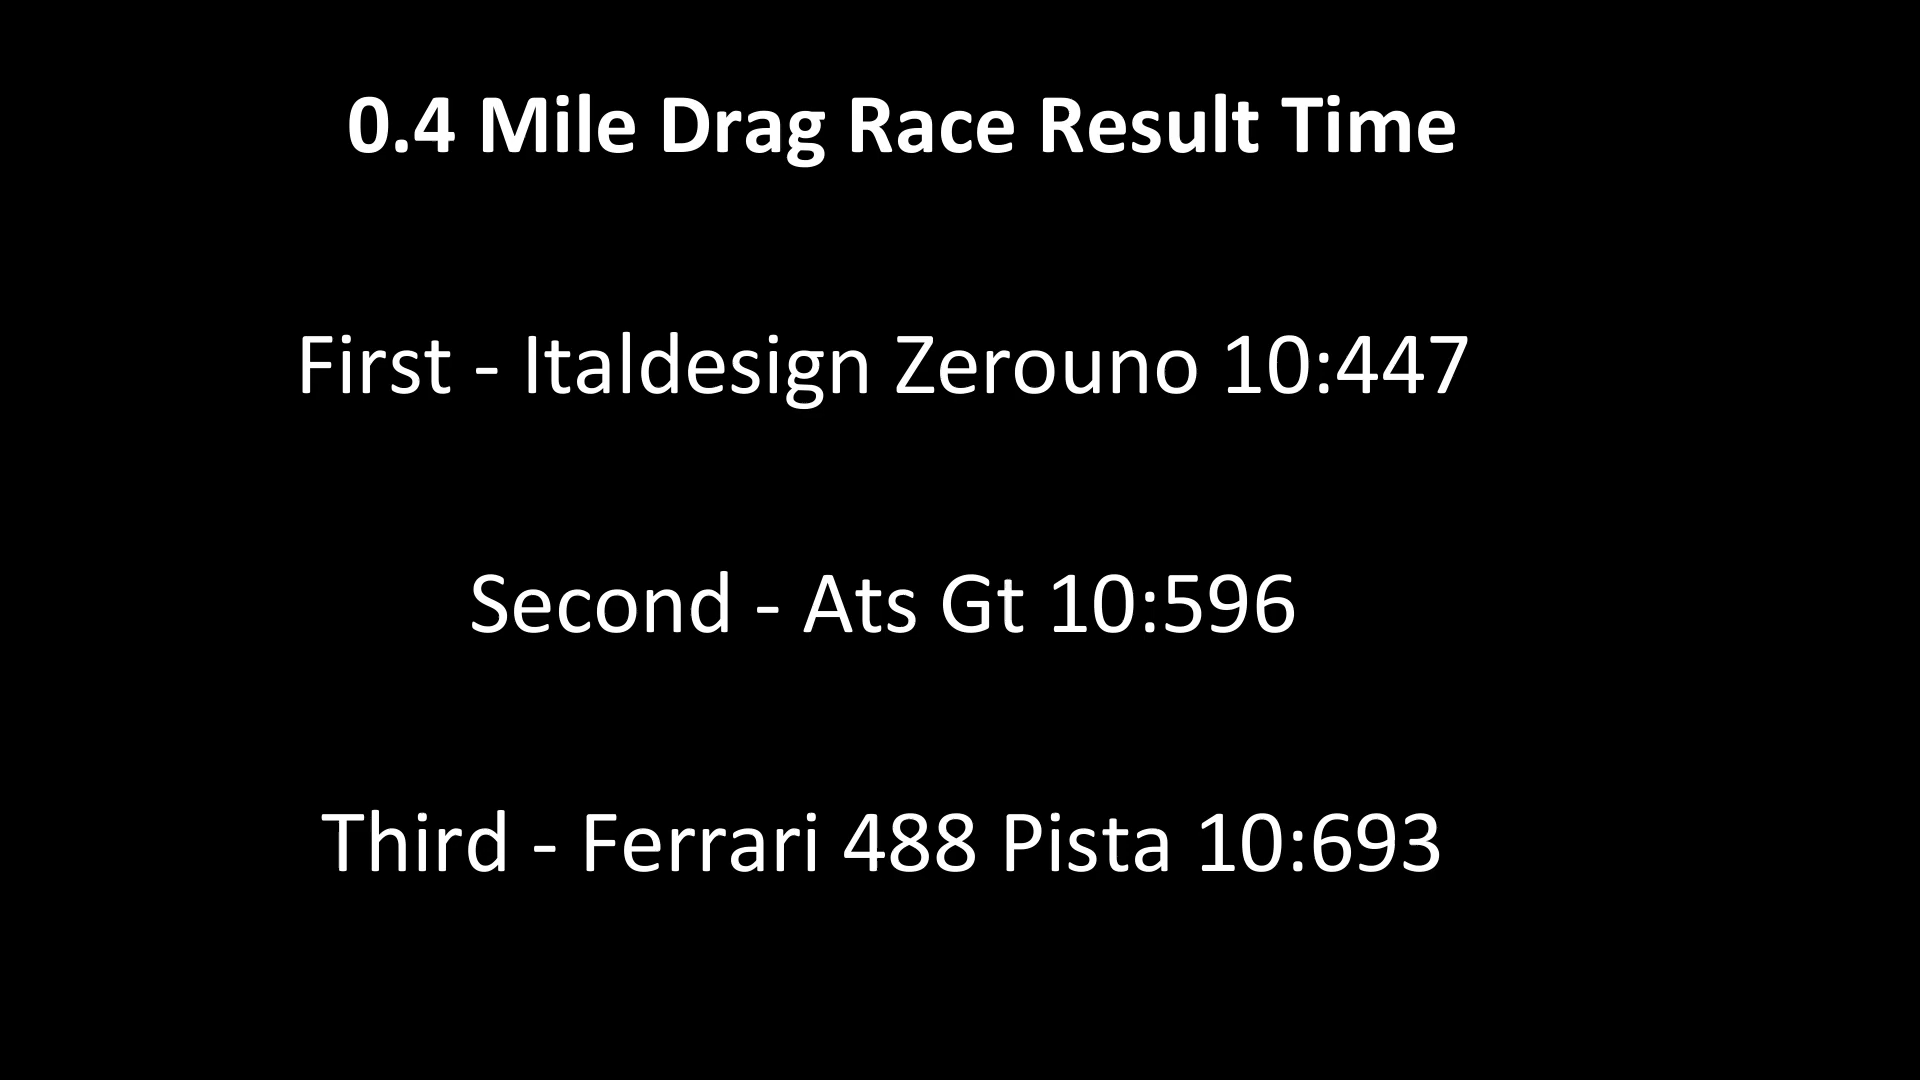 0.4 Mile Drag Race Result Time
First - Italdesign Zerouno 10:447
Second - Ats Gt 10:596
Third - Ferrari 488 Pista 10:693